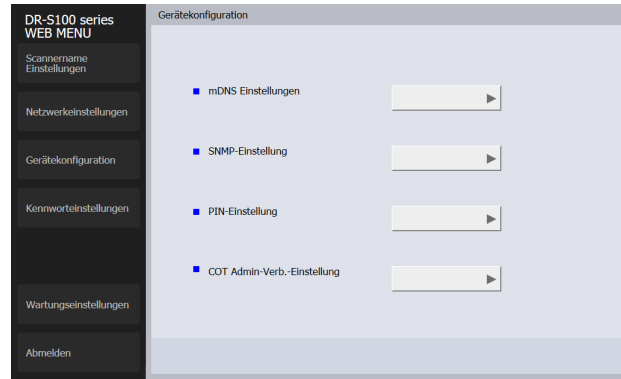 DR-S100 series
WEB MENU
Scannername
Einstellungen
Netzwerkeinstellungen
Gerätekonfiguration
Kennworteinstellungen
Wartungseinstellungen
Abmelden
Gerätekonfiguration
mDNS Einstellungen
SNMP-Einstellung
PIN-Einstellung
COT Admin-Verb.-Einstellung